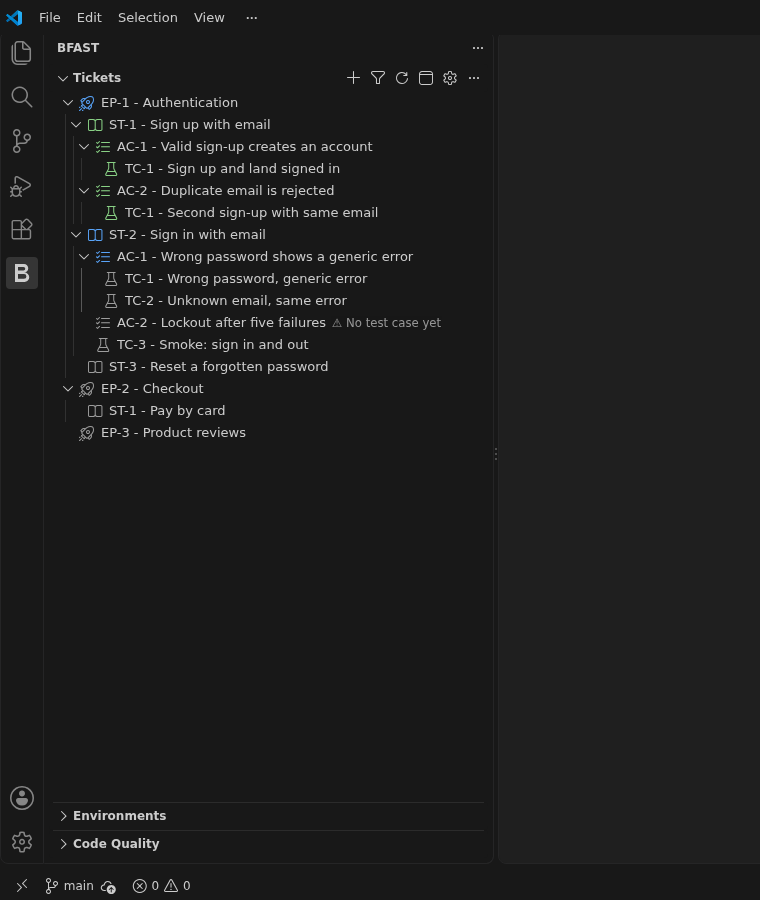 File Edit Selection View ...
BFAST ...
Tickets ...
EP-1 - Authentication
ST-1 - Sign up with email
AC-1 - Valid sign-up creates an account
TC-1 - Sign up and land signed in
AC-2 - Duplicate email is rejected
TC-1 - Second sign-up with same email
ST-2 - Sign in with email
AC-1 - Wrong password shows a generic error
TC-1 - Wrong password, generic error
TC-2 - Unknown email, same error
AC-2 - Lockout after five failures ⚠ No test case yet
TC-3 - Smoke: sign in and out
ST-3 - Reset a forgotten password
EP-2 - Checkout
ST-1 - Pay by card
EP-3 - Product reviews
B
Environments
Code Quality
main 0 0